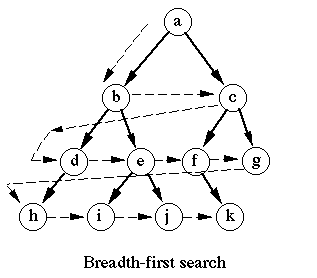 a
b c
d e f g
h i j k
Breadth-first search